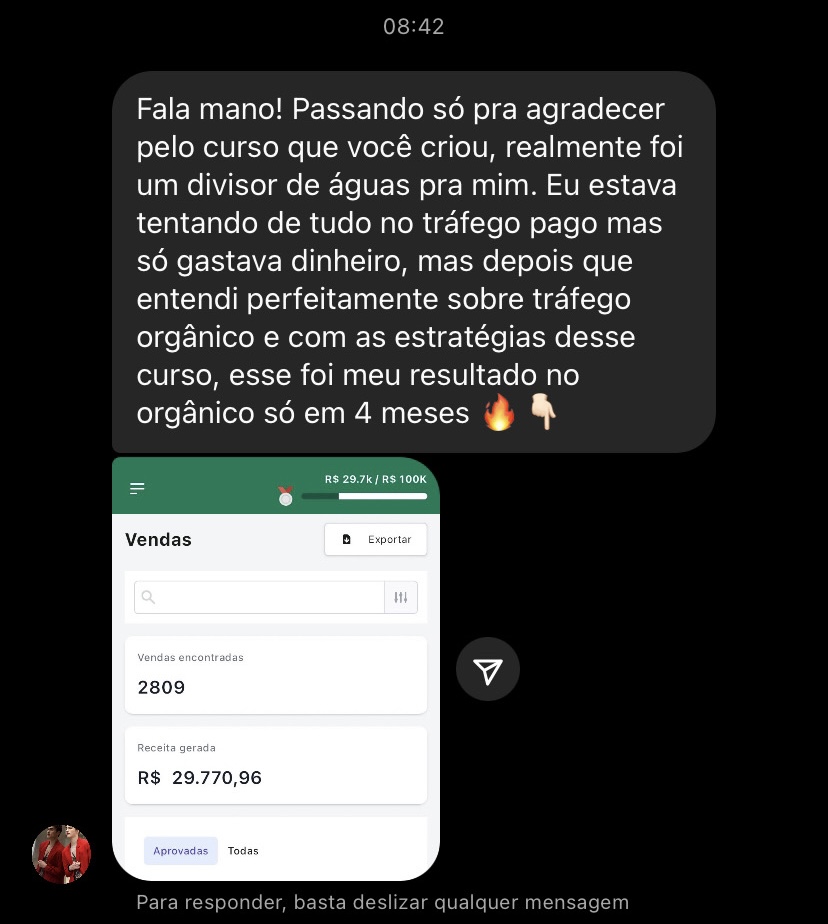 08:42
Fala mano! Passando só pra agradecer
pelo curso que você criou, realmente foi
um divisor de águas pra mim. Eu estava
tentando de tudo no tráfego pago mas
só gastava dinheiro, mas depois que
entendi perfeitamente sobre tráfego
orgânico e com as estratégias desse
curso, esse foi meu resultado no
orgânico só em 4 meses 🔥 👇🏻
R$ 29.7k / R$ 100K
Vendas
Exportar
Vendas encontradas
2809
Receita gerada
R$ 29.770,96
Aprovadas Todas
Para responder, basta deslizar qualquer mensagem